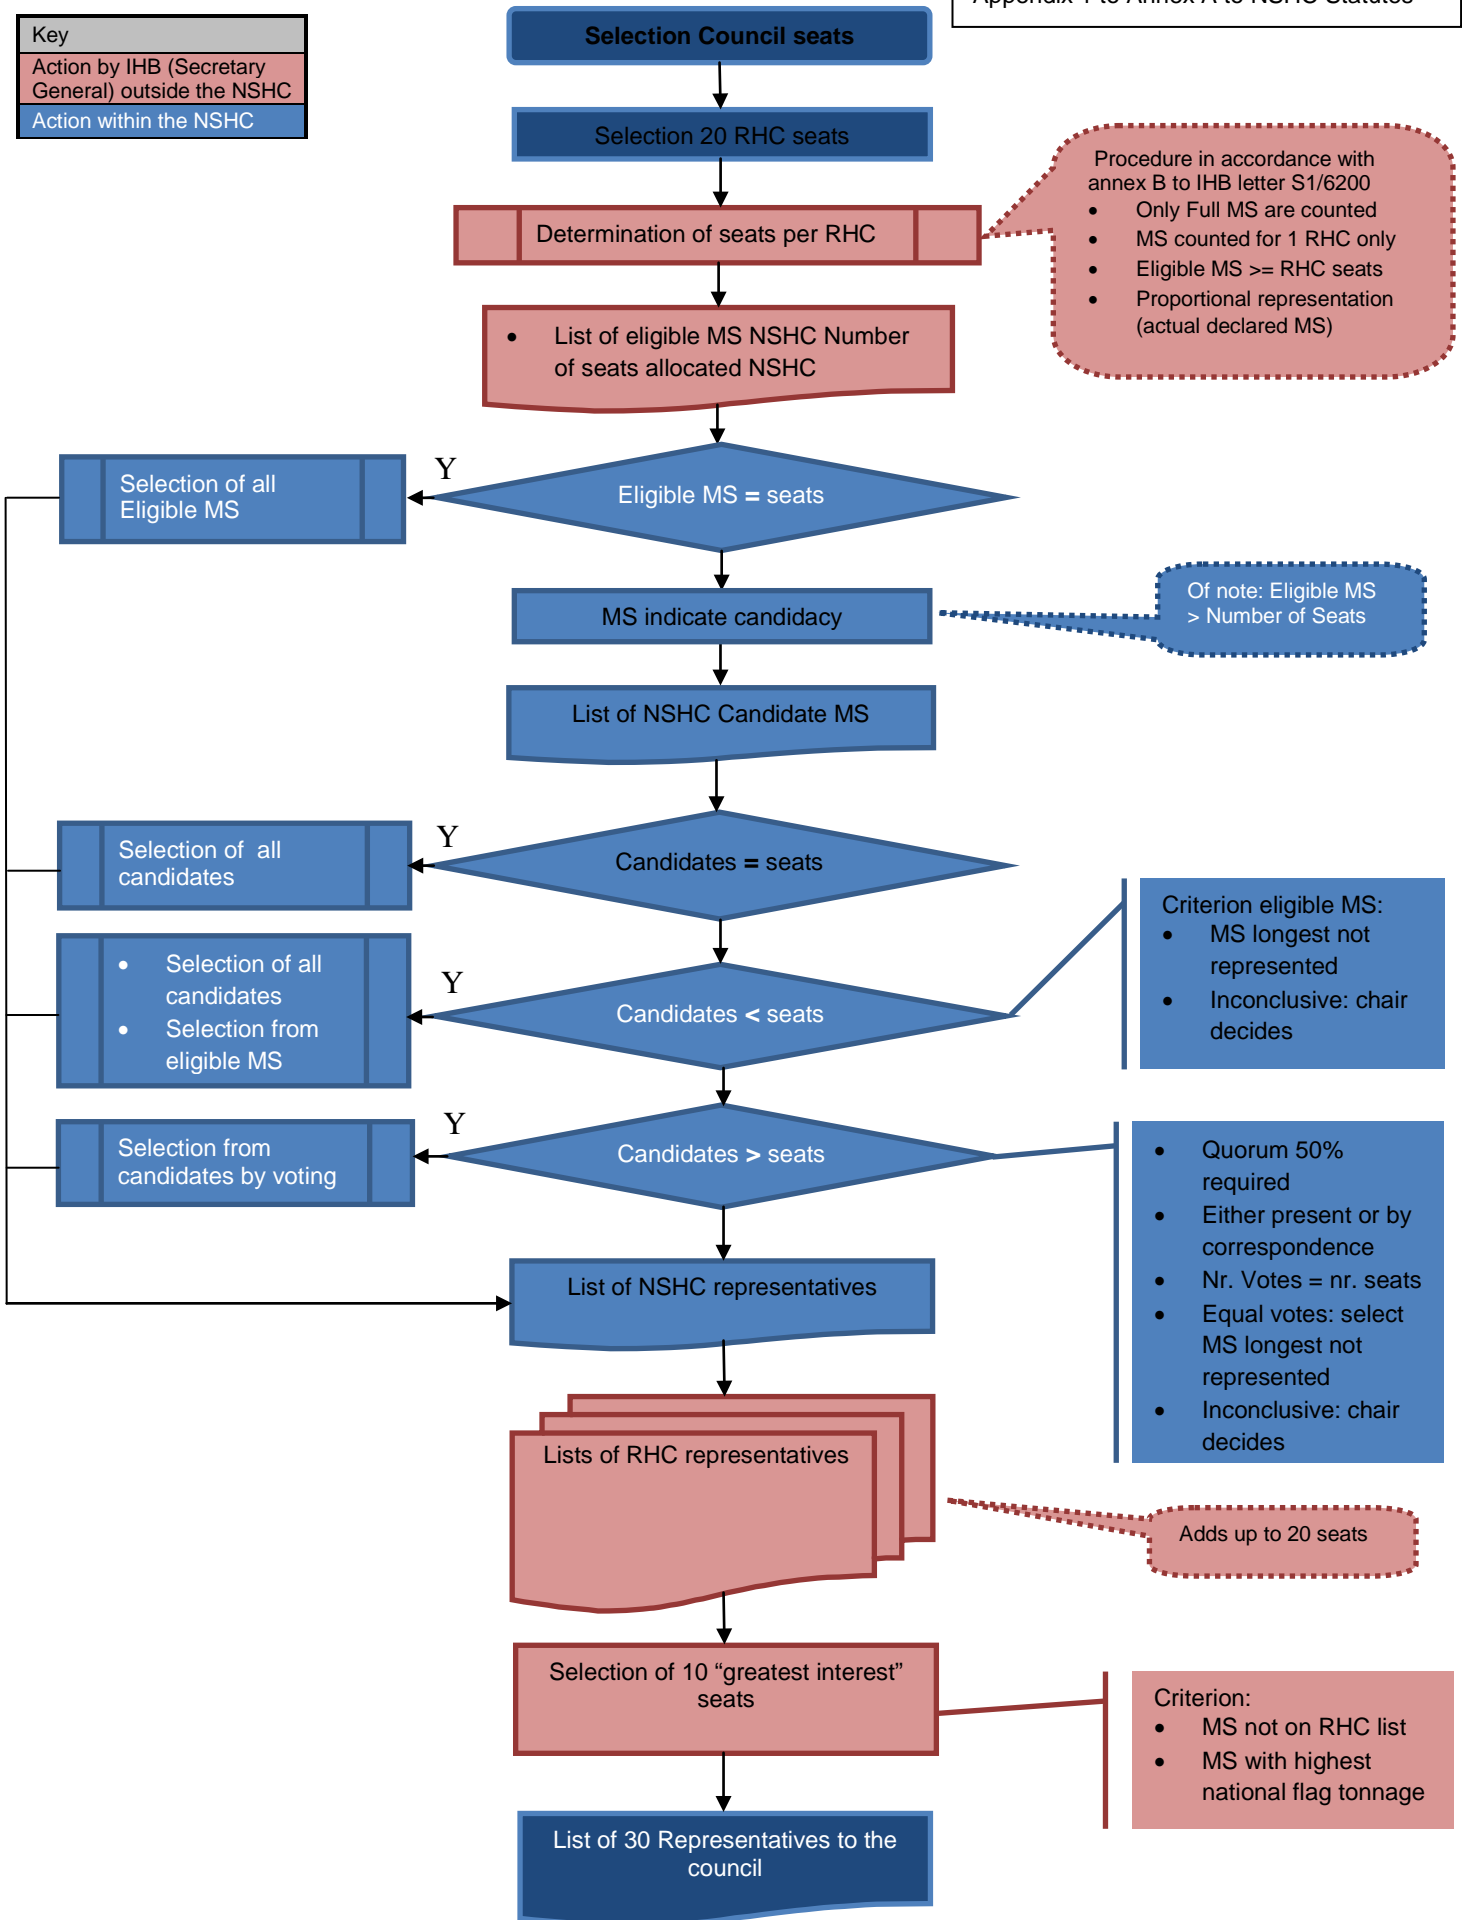 Appendix 1 to Annex A to NSHC Statutes
Key
Action by IHB (Secretary
General) outside the NSHC
Action within the NSHC
Selection Council seats
Selection 20 RHC seats
Determination of seats per RHC
Procedure in accordance with
annex B to IHB letter S1/6200
• Only Full MS are counted
• MS counted for 1 RHC only
• Eligible MS >= RHC seats
• Proportional representation
(actual declared MS)
• List of eligible MS NSHC Number
of seats allocated NSHC
Y
Eligible MS = seats
Selection of all
Eligible MS
MS indicate candidacy
Of note: Eligible MS
> Number of Seats
List of NSHC Candidate MS
Y
Candidates = seats
Selection of all
candidates
Y
Candidates < seats
• Selection of all
candidates
• Selection from
eligible MS
Criterion eligible MS:
• MS longest not
represented
• Inconclusive: chair
decides
Y
Candidates > seats
Selection from
candidates by voting
• Quorum 50%
required
• Either present or by
correspondence
• Nr. Votes = nr. seats
• Equal votes: select
MS longest not
represented
• Inconclusive: chair
decides
List of NSHC representatives
Lists of RHC representatives
Adds up to 20 seats
Selection of 10 “greatest interest”
seats
Criterion:
• MS not on RHC list
• MS with highest
national flag tonnage
List of 30 Representatives to the
council